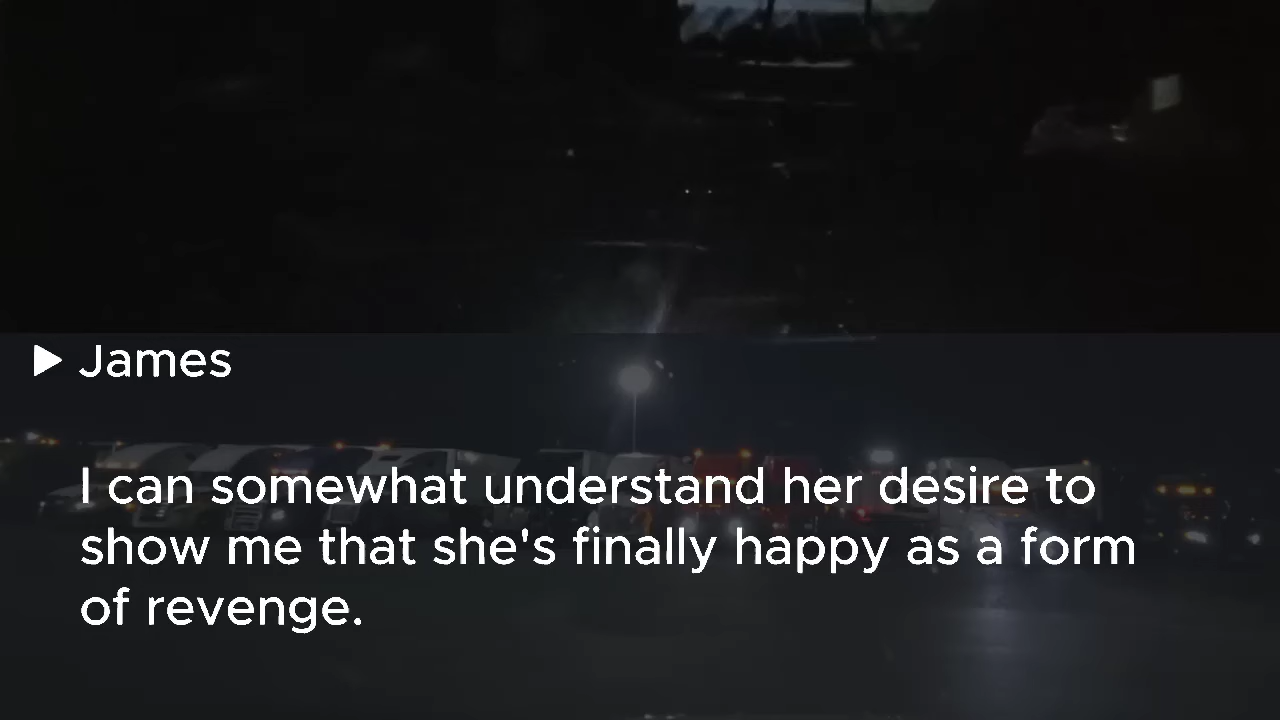 James
I can somewhat understand her desire to
show me that she's finally happy as a form
of revenge.